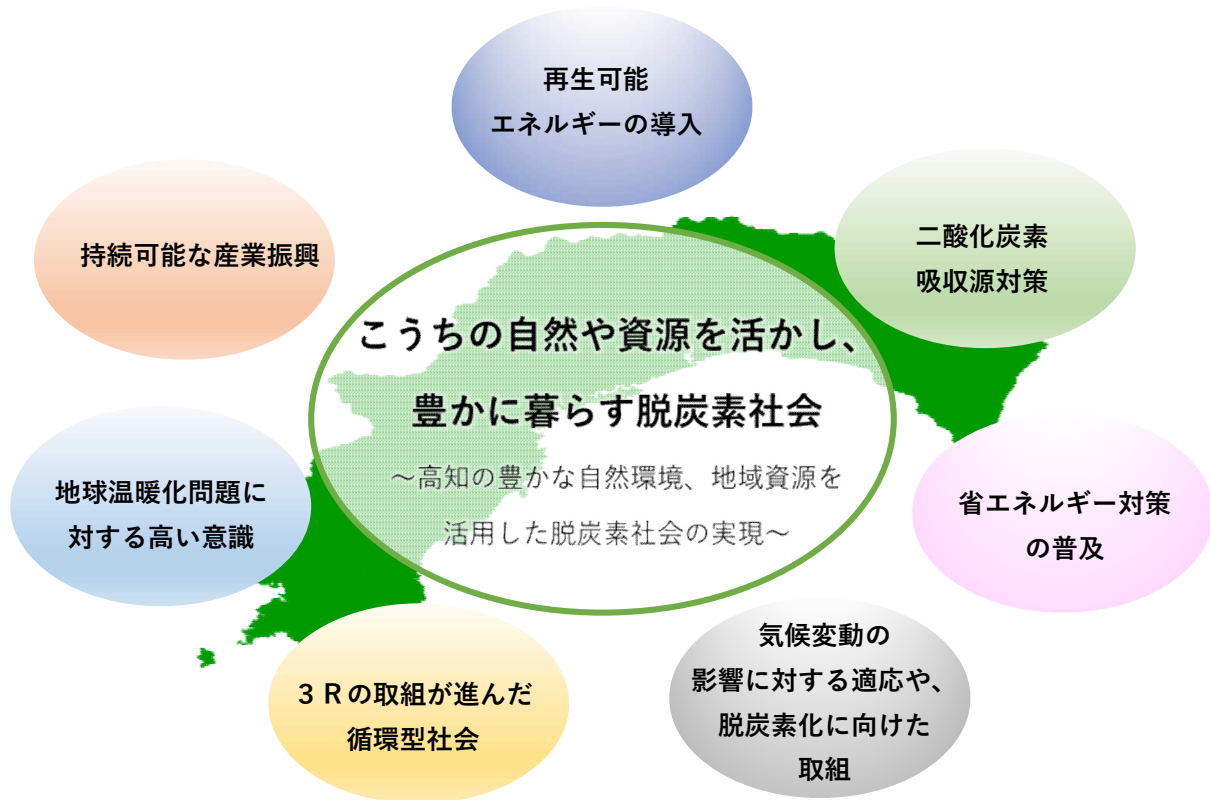 再生可能
エネルギーの導入
持続可能な産業振興
二酸化炭素
吸収源対策
こうちの自然や資源を活かし、
豊かに暮らす脱炭素社会
～高知の豊かな自然環境、地域資源を
活用した脱炭素社会の実現～
地球温暖化問題に
対する高い意識
省エネルギー対策
の普及
３Ｒの取組が進んだ
循環型社会
気候変動の
影響に対する適応や、
脱炭素化に向けた
取組